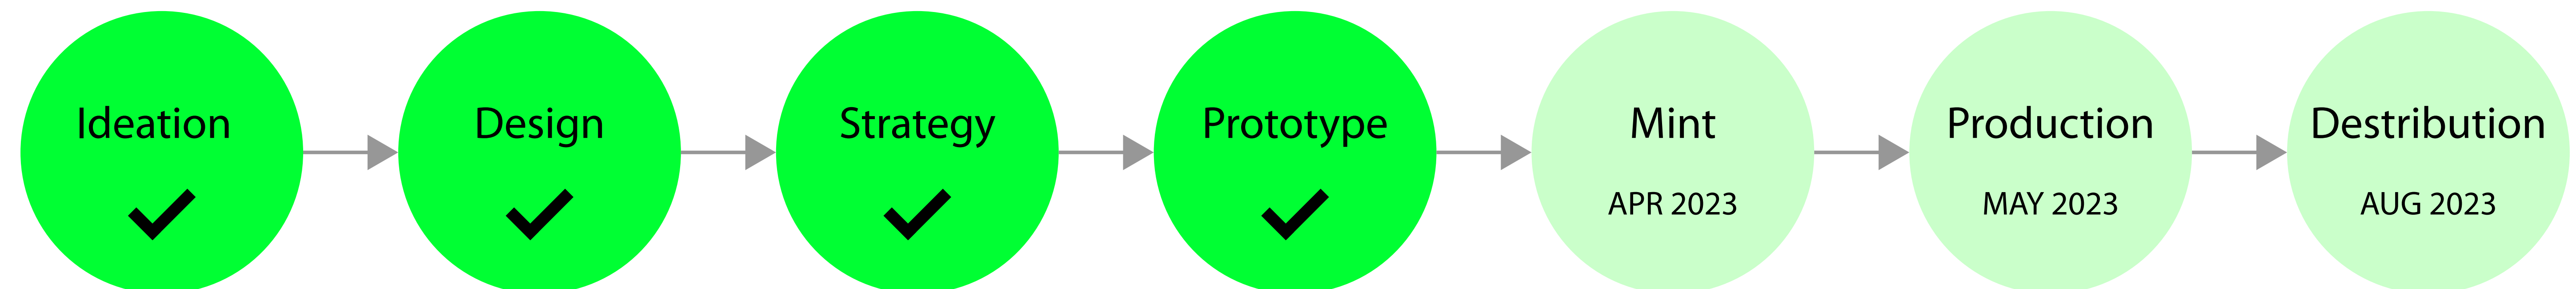 Ideation
Design
Strategy
Prototype
Mint
APR 2023
Production
MAY 2023
Destribution
AUG 2023